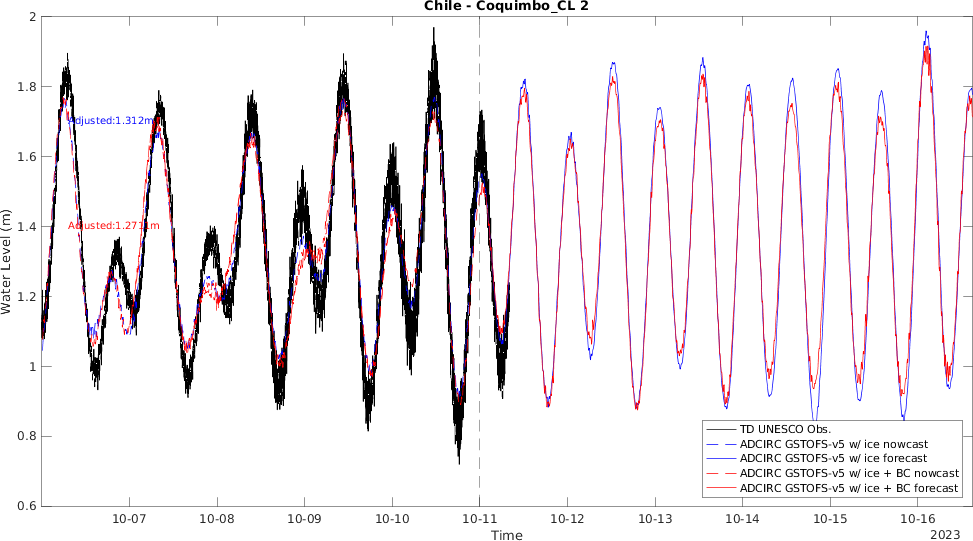 Chile - Coquimbo_CL 2
2
1.8
1.6
1.4
1.2
1
0.8
0.6
Water Level (m)
Adjusted:1.312m
Adjusted:1.2711m
TD UNESCO Obs.
ADCIRC GSTOFS-v5 w/ ice nowcast
ADCIRC GSTOFS-v5 w/ ice forecast
ADCIRC GSTOFS-v5 w/ ice + BC nowcast
ADCIRC GSTOFS-v5 w/ ice + BC forecast
10-07 10-08 10-09 10-10 10-11 10-12 10-13 10-14 10-15 10-16
Time
2023